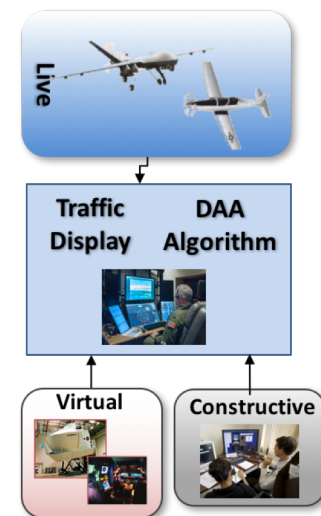 Live
Traffic Display
DAA Algorithm
Virtual
Constructive